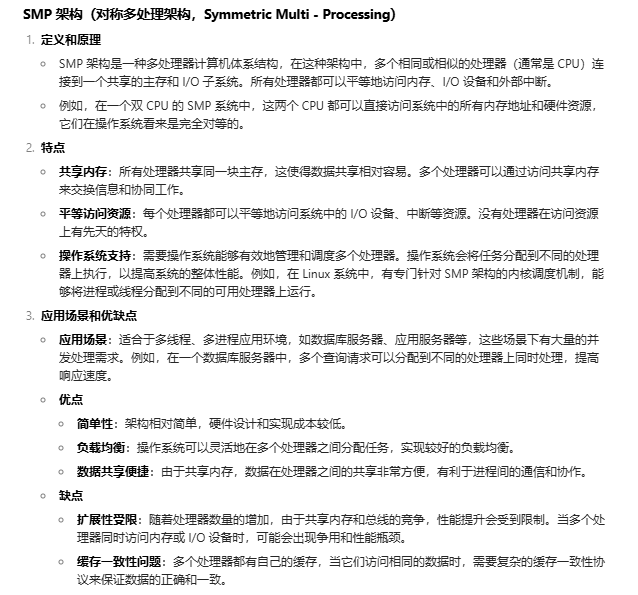 SMP 架构（对称多处理架构，Symmetric Multi - Processing）
1. 定义和原理
SMP 架构是一种多处理器计算机体系结构，在这种架构中，多个相同或相似的处理器（通常是 CPU）连
接到一个共享的主存和 I/O 子系统。所有处理器都可以平等地访问内存、I/O 设备和外部中断。
例如，在一个双 CPU 的 SMP 系统中，这两个 CPU 都可以直接访问系统中的所有内存地址和硬件资源，
它们在操作系统看来是完全对等的。
2. 特点
共享内存：所有处理器共享同一块主存，这使得数据共享相对容易。多个处理器可以通过访问共享内存
来交换信息和协同工作。
平等访问资源：每个处理器都可以平等地访问系统中的 I/O 设备、中断等资源。没有处理器在访问资源
上有先天的特权。
操作系统支持：需要操作系统能够有效地管理和调度多个处理器。操作系统会将任务分配到不同的处理
器上执行，以提高系统的整体性能。例如，在 Linux 系统中，有专门针对 SMP 架构的内核调度机制，能
够将进程或线程分配到不同的可用处理器上运行。
3. 应用场景和优缺点
应用场景：适合于多线程、多进程应用环境，如数据库服务器、应用服务器等，这些场景下有大量的并
发处理需求。例如，在一个数据库服务器中，多个查询请求可以分配到不同的处理器上同时处理，提高
响应速度。
优点
简单性：架构相对简单，硬件设计和实现成本较低。
负载均衡：操作系统可以灵活地在多个处理器之间分配任务，实现较好的负载均衡。
数据共享便捷：由于共享内存，数据在处理器之间的共享非常方便，有利于进程间的通信和协作。
缺点
扩展性受限：随着处理器数量的增加，由于共享内存和总线的竞争，性能提升会受到限制。当多个处
理器同时访问内存或 I/O 设备时，可能会出现争用和性能瓶颈。
缓存一致性问题：多个处理器都有自己的缓存，当它们访问相同的数据时，需要复杂的缓存一致性协
议来保证数据的正确和一致。